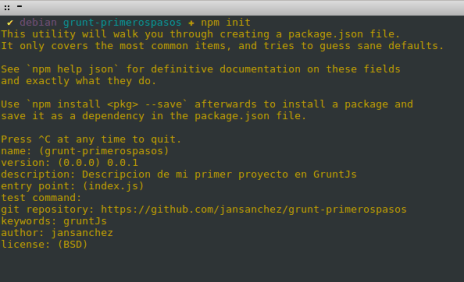 ✔ debian grunt-primerospasos + npm init
This utility will walk you through creating a package.json file.
It only covers the most common items, and tries to guess sane defaults.
See `npm help json` for definitive documentation on these fields
and exactly what they do.
Use `npm install <pkg> --save` afterwards to install a package and
save it as a dependency in the package.json file.
Press ^C at any time to quit.
name: (grunt-primerospasos)
version: (0.0.0) 0.0.1
description: Descripcion de mi primer proyecto en GruntJs
entry point: (index.js)
test command:
git repository: https://github.com/jansanchez/grunt-primerospasos
keywords: gruntJs
author: jansanchez
license: (BSD)